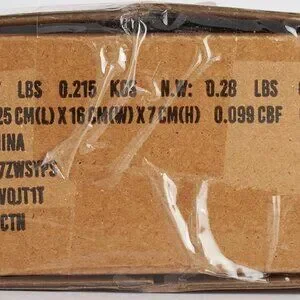 LBS 0.215 KGS N.W: 0.28 LBS
25 CM(L) X 16 CM(W) X 7 CM(H) 0.099 CBF
INA
7ZWSYPS
VOJT1T
CTN